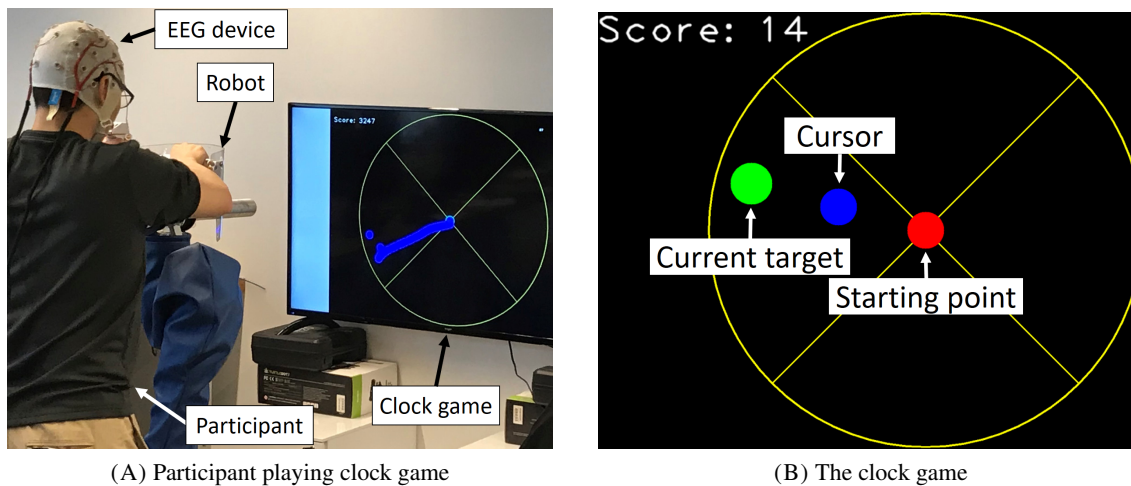 EEG device
Robot
Score: 3247
Clock game
Participant
(A) Participant playing clock game
Score: 14
Cursor
Current target
Starting point
(B) The clock game